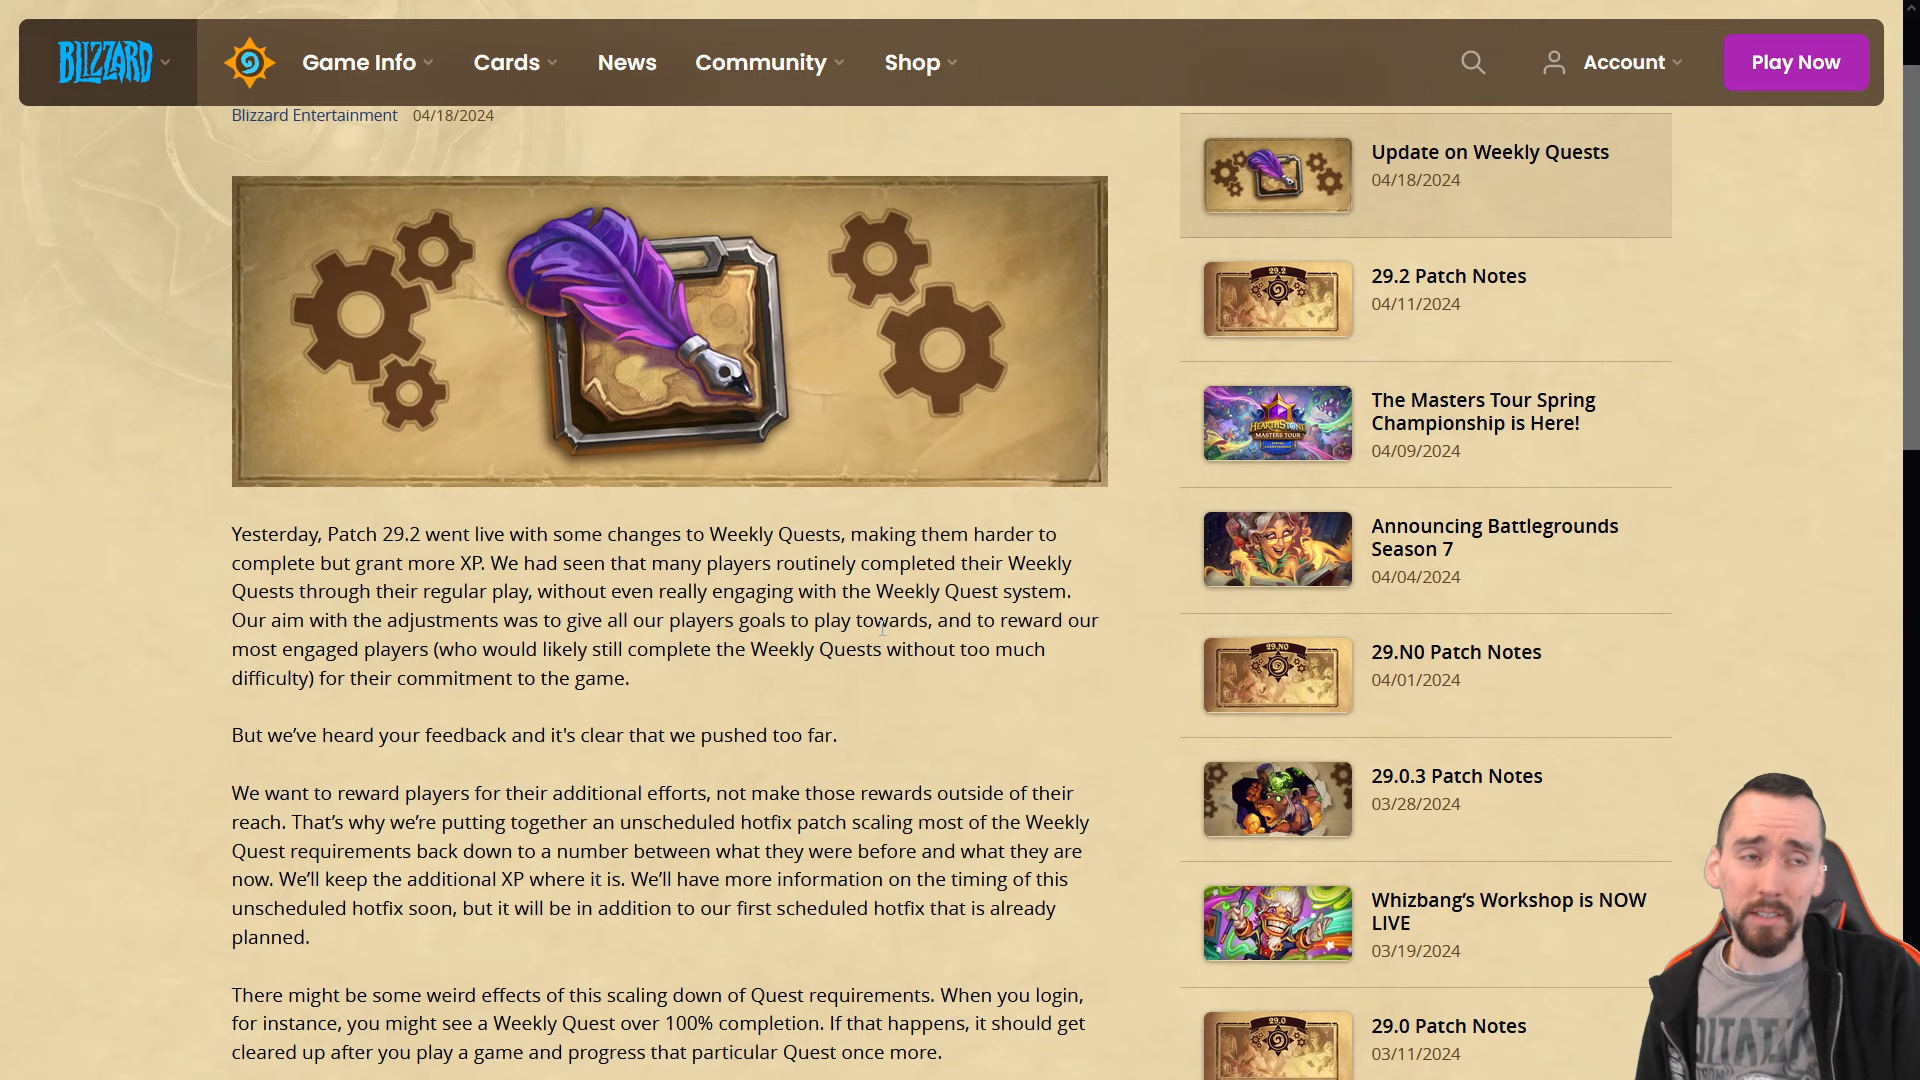 BLIZZARD
Game Info
Cards
News
Community
Shop
Account
Play Now
Blizzard Entertainment 04/18/2024
Yesterday, Patch 29.2 went live with some changes to Weekly Quests, making them harder to
complete but grant more XP. We had seen that many players routinely completed their Weekly
Quests through their regular play, without even really engaging with the Weekly Quest system.
Our aim with the adjustments was to give all our players goals to play towards, and to reward our
most engaged players (who would likely still complete the Weekly Quests without too much
difficulty) for their commitment to the game.
But we’ve heard your feedback and it's clear that we pushed too far.
We want to reward players for their additional efforts, not make those rewards outside of their
reach. That’s why we’re putting together an unscheduled hotfix patch scaling most of the Weekly
Quest requirements back down to a number between what they were before and what they are
now. We’ll keep the additional XP where it is. We’ll have more information on the timing of this
unscheduled hotfix soon, but it will be in addition to our first scheduled hotfix that is already
planned.
There might be some weird effects of this scaling down of Quest requirements. When you login,
for instance, you might see a Weekly Quest over 100% completion. If that happens, it should get
cleared up after you play a game and progress that particular Quest once more.
Update on Weekly Quests
04/18/2024
29.2
29.2 Patch Notes
04/11/2024
HEARTHSTONE
MASTERS TOUR
The Masters Tour Spring
Championship is Here!
04/09/2024
Announcing Battlegrounds
Season 7
04/04/2024
29.N0
29.N0 Patch Notes
04/01/2024
29.0.3 Patch Notes
03/28/2024
Whizbang’s Workshop is NOW
LIVE
03/19/2024
29.0
29.0 Patch Notes
03/11/2024